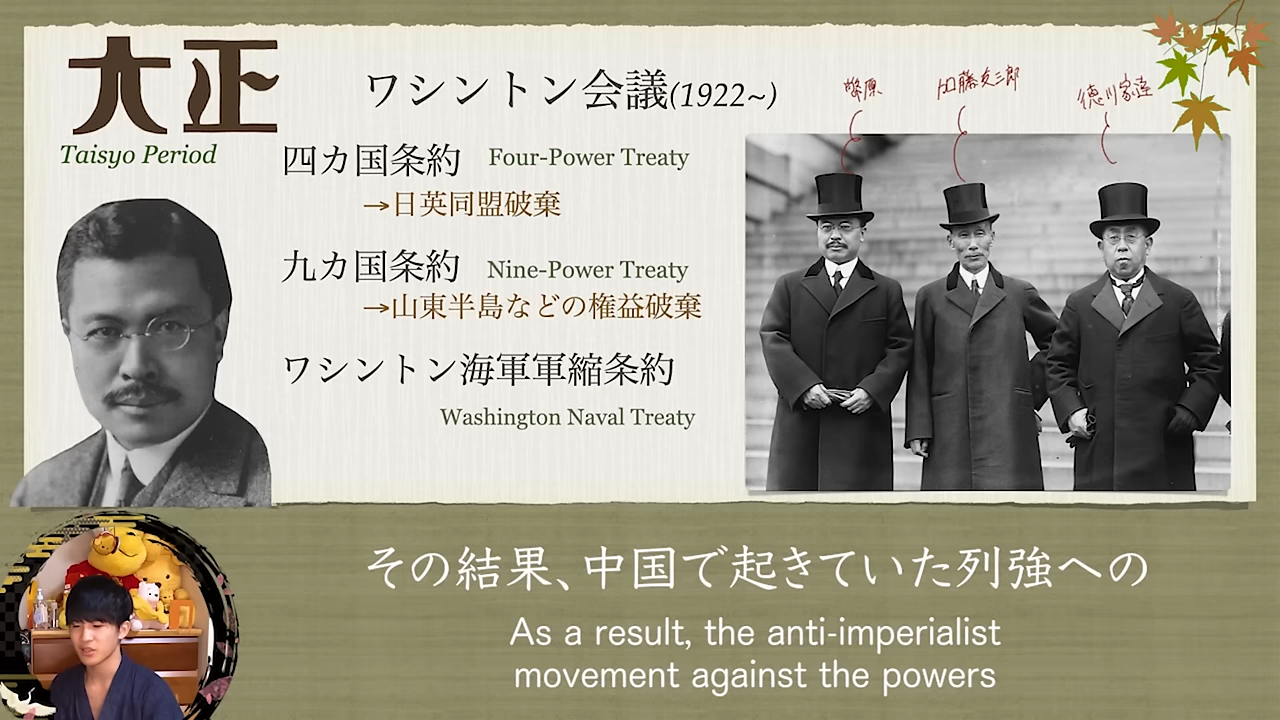 大正
Taisyo Period
ワシントン会議(1922~)
四カ国条約 Four-Power Treaty
→日英同盟破棄
九カ国条約 Nine-Power Treaty
→山東半島などの権益破棄
ワシントン海軍軍縮条約
Washington Naval Treaty
幣原
加藤友三郎
徳川家達
その結果、中国で起きていた列強への
As a result, the anti-imperialist
movement against the powers